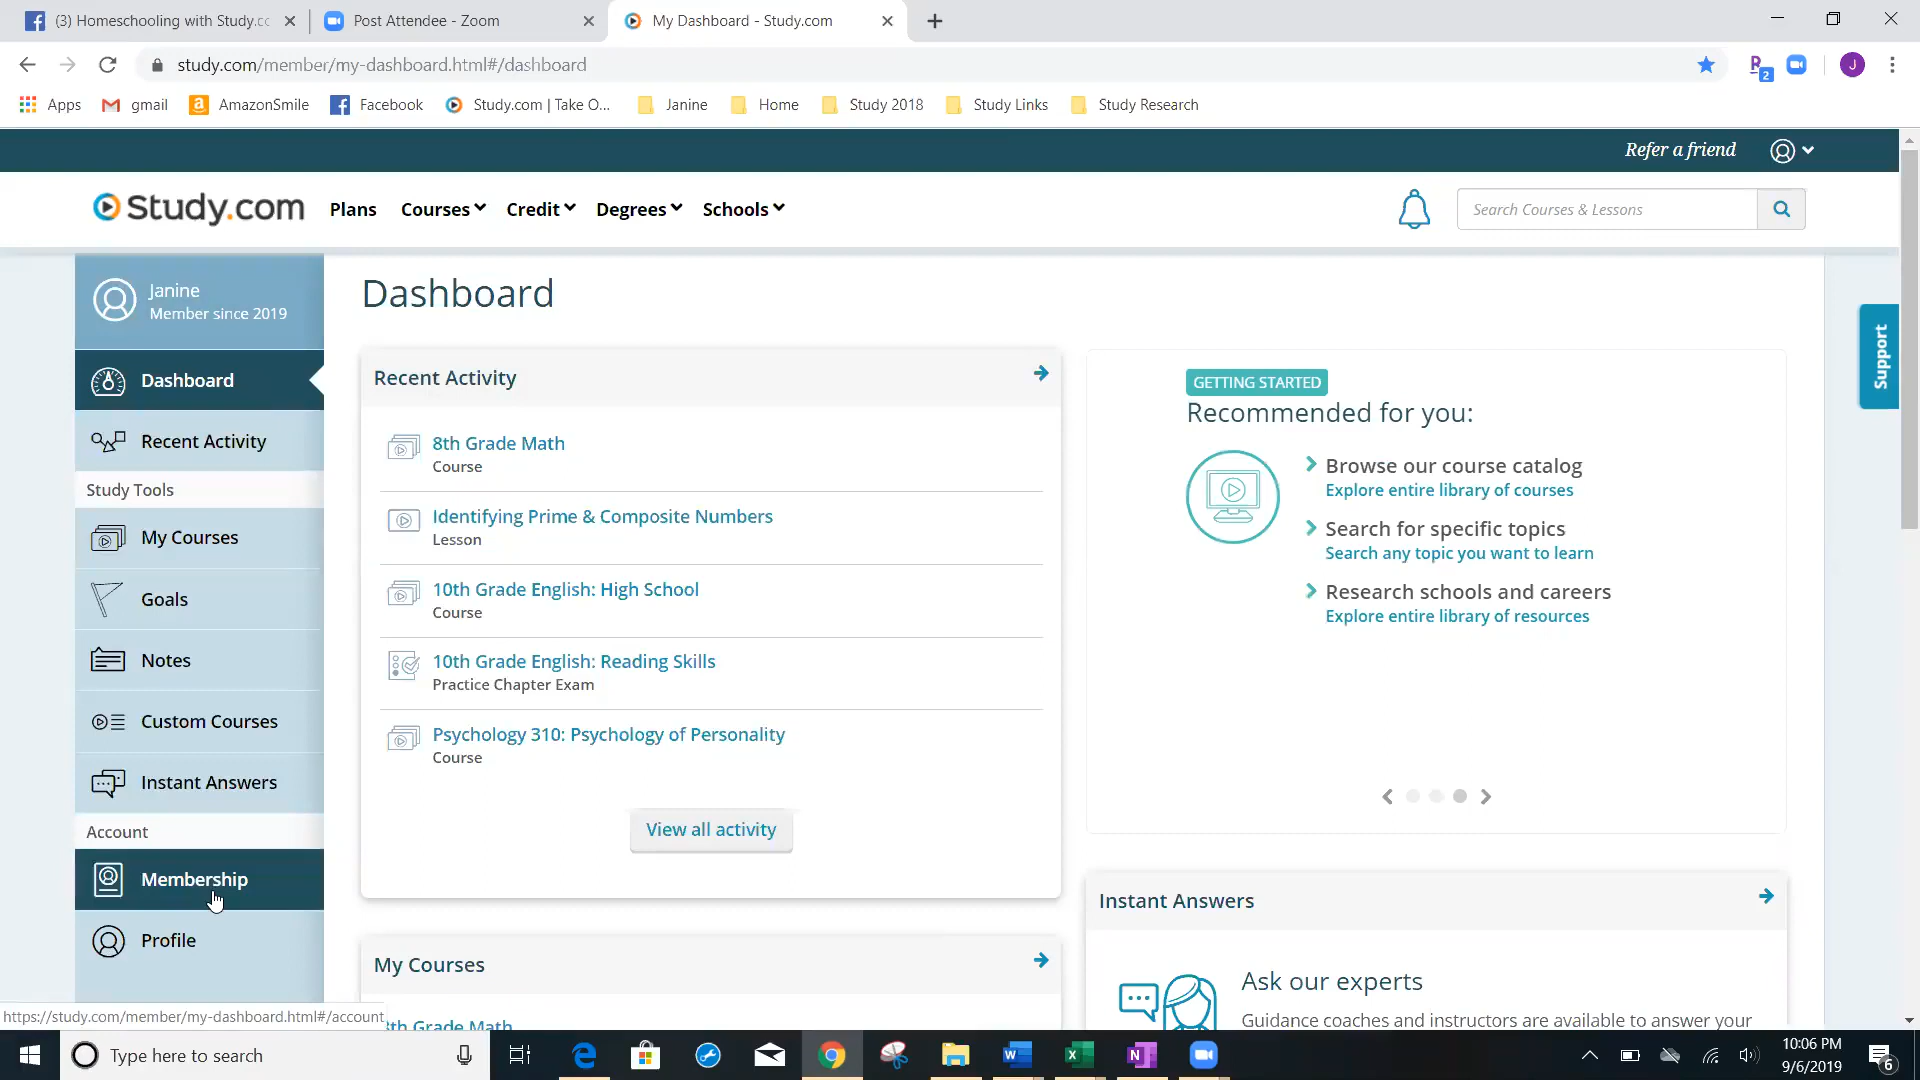 (3) Homeschooling with Study.co
Post Attendee - Zoom
My Dashboard - Study.com
study.com/member/my-dashboard.html#/dashboard
2
J
Apps
gmail
AmazonSmile
Facebook
Study.com | Take O...
Janine
Home
Study 2018
Study Links
Study Research
Refer a friend
Study.com
Plans
Courses
Credit
Degrees
Schools
Search Courses & Lessons
Janine
Member since 2019
Dashboard
Recent Activity
Study Tools
My Courses
Goals
Notes
Custom Courses
Instant Answers
Account
Membership
Profile
Dashboard
Recent Activity
8th Grade Math
Course
Identifying Prime & Composite Numbers
Lesson
10th Grade English: High School
Course
10th Grade English: Reading Skills
Practice Chapter Exam
Psychology 310: Psychology of Personality
Course
View all activity
My Courses
8th Grade Math
GETTING STARTED
Recommended for you:
Browse our course catalog
Explore entire library of courses
Search for specific topics
Search any topic you want to learn
Research schools and careers
Explore entire library of resources
Instant Answers
Ask our experts
Guidance coaches and instructors are available to answer your
Support
https://study.com/member/my-dashboard.html#/account
Type here to search
10:06 PM
9/6/2019
6